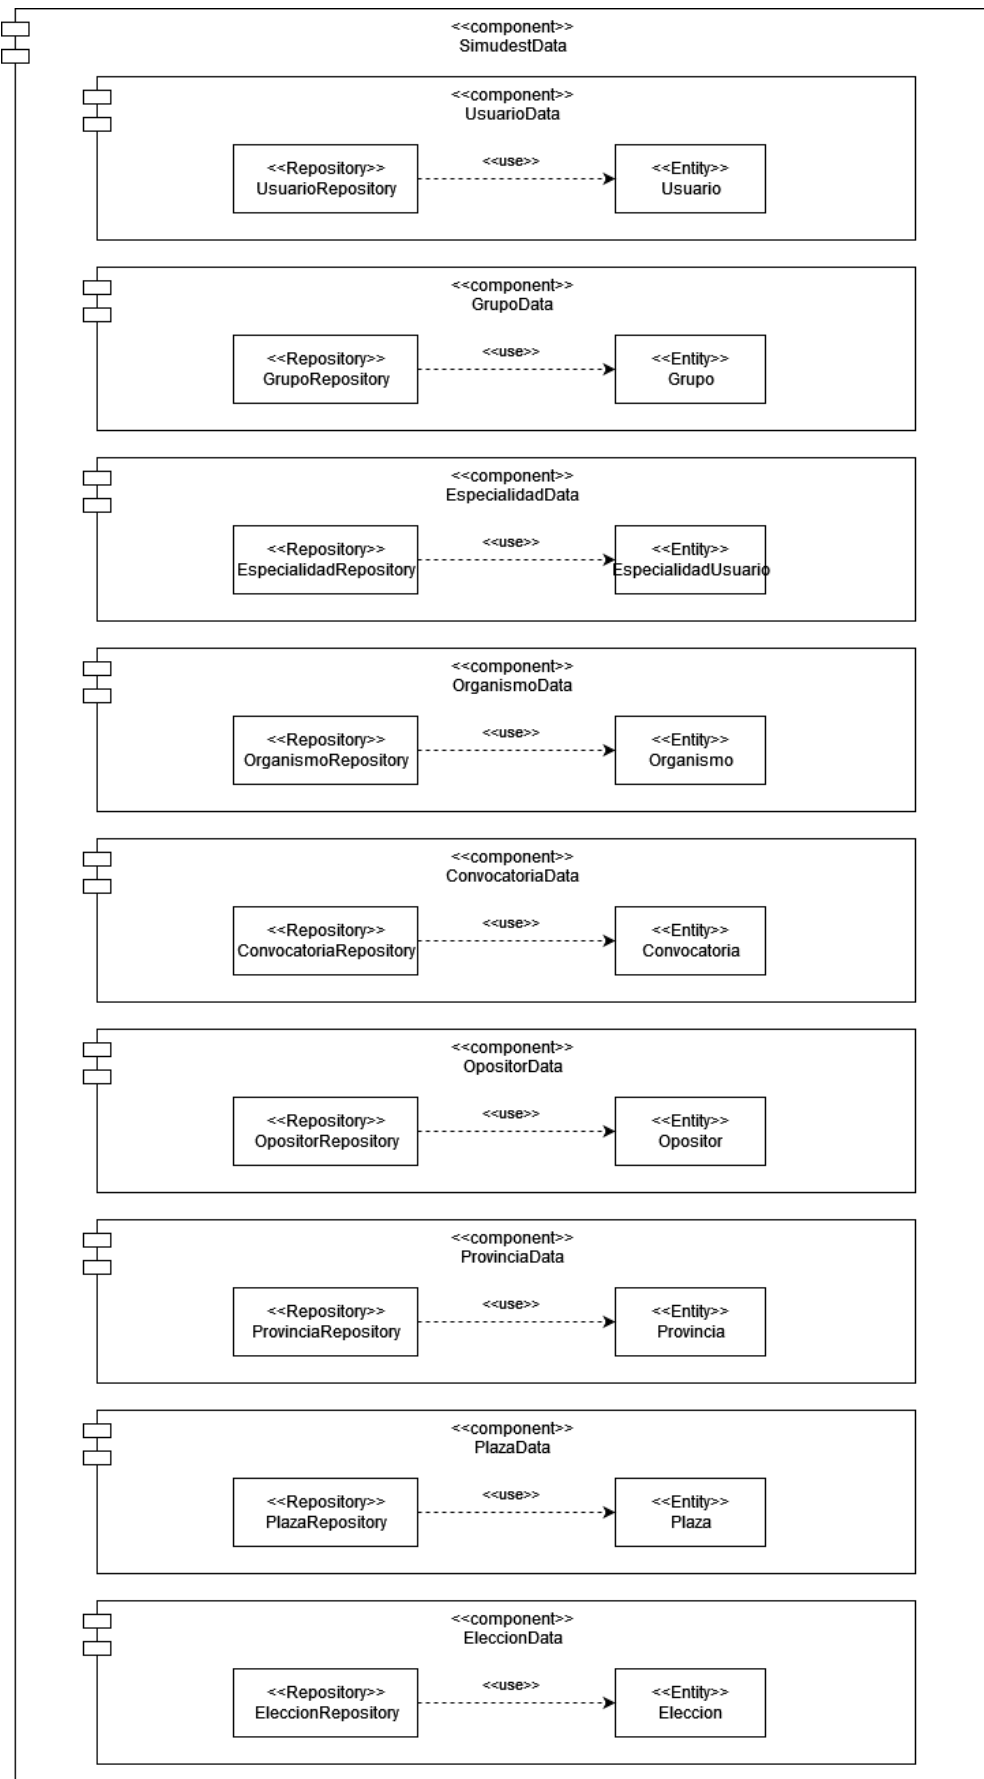 <<component>>
SimudestData
<<component>>
UsuarioData
<<Repository>>
UsuarioRepository
<<use>>
<<Entity>>
Usuario
<<component>>
GrupoData
<<Repository>>
GrupoRepository
<<use>>
<<Entity>>
Grupo
<<component>>
EspecialidadData
<<Repository>>
EspecialidadRepository
<<use>>
<<Entity>>
EspecialidadUsuario
<<component>>
OrganismoData
<<Repository>>
OrganismoRepository
<<use>>
<<Entity>>
Organismo
<<component>>
ConvocatoriaData
<<Repository>>
ConvocatoriaRepository
<<use>>
<<Entity>>
Convocatoria
<<component>>
OpositorData
<<Repository>>
OpositorRepository
<<use>>
<<Entity>>
Opositor
<<component>>
ProvinciaData
<<Repository>>
ProvinciaRepository
<<use>>
<<Entity>>
Provincia
<<component>>
PlazaData
<<Repository>>
PlazaRepository
<<use>>
<<Entity>>
Plaza
<<component>>
EleccionData
<<Repository>>
EleccionRepository
<<use>>
<<Entity>>
Eleccion